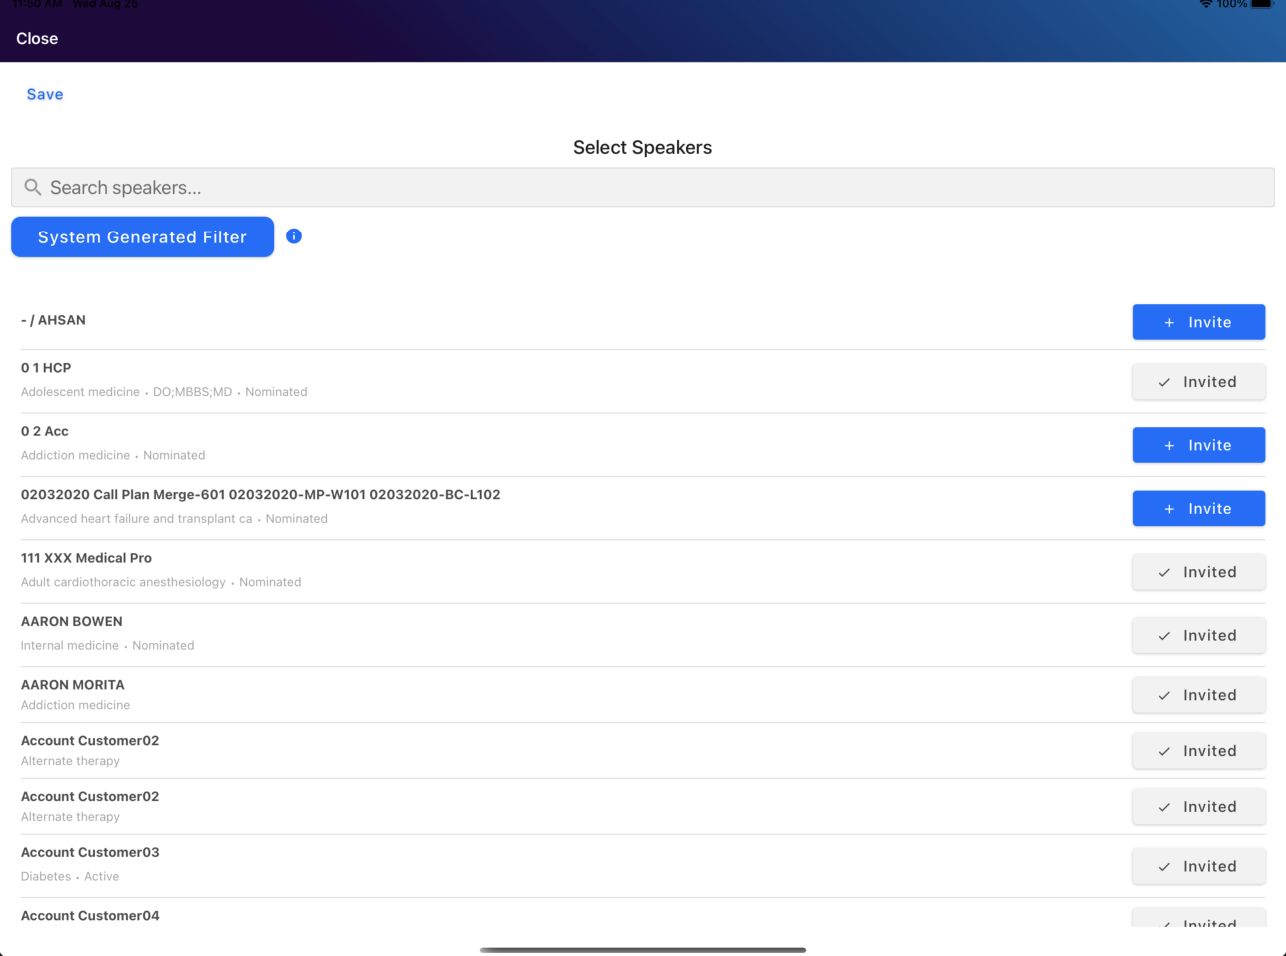 11:50 AM Wed Aug 25
100%
Close
Save
Select Speakers
Search speakers...
System Generated Filter
- / AHSAN
+ Invite
0 1 HCP
Adolescent medicine • DO;MBBS;MD • Nominated
✓ Invited
0 2 Acc
Addiction medicine • Nominated
+ Invite
02032020 Call Plan Merge-601 02032020-MP-W101 02032020-BC-L102
Advanced heart failure and transplant ca • Nominated
+ Invite
111 XXX Medical Pro
Adult cardiothoracic anesthesiology • Nominated
✓ Invited
AARON BOWEN
Internal medicine • Nominated
✓ Invited
AARON MORITA
Addiction medicine
✓ Invited
Account Customer02
Alternate therapy
✓ Invited
Account Customer02
Alternate therapy
✓ Invited
Account Customer03
Diabetes • Active
✓ Invited
Account Customer04
✓ Invited